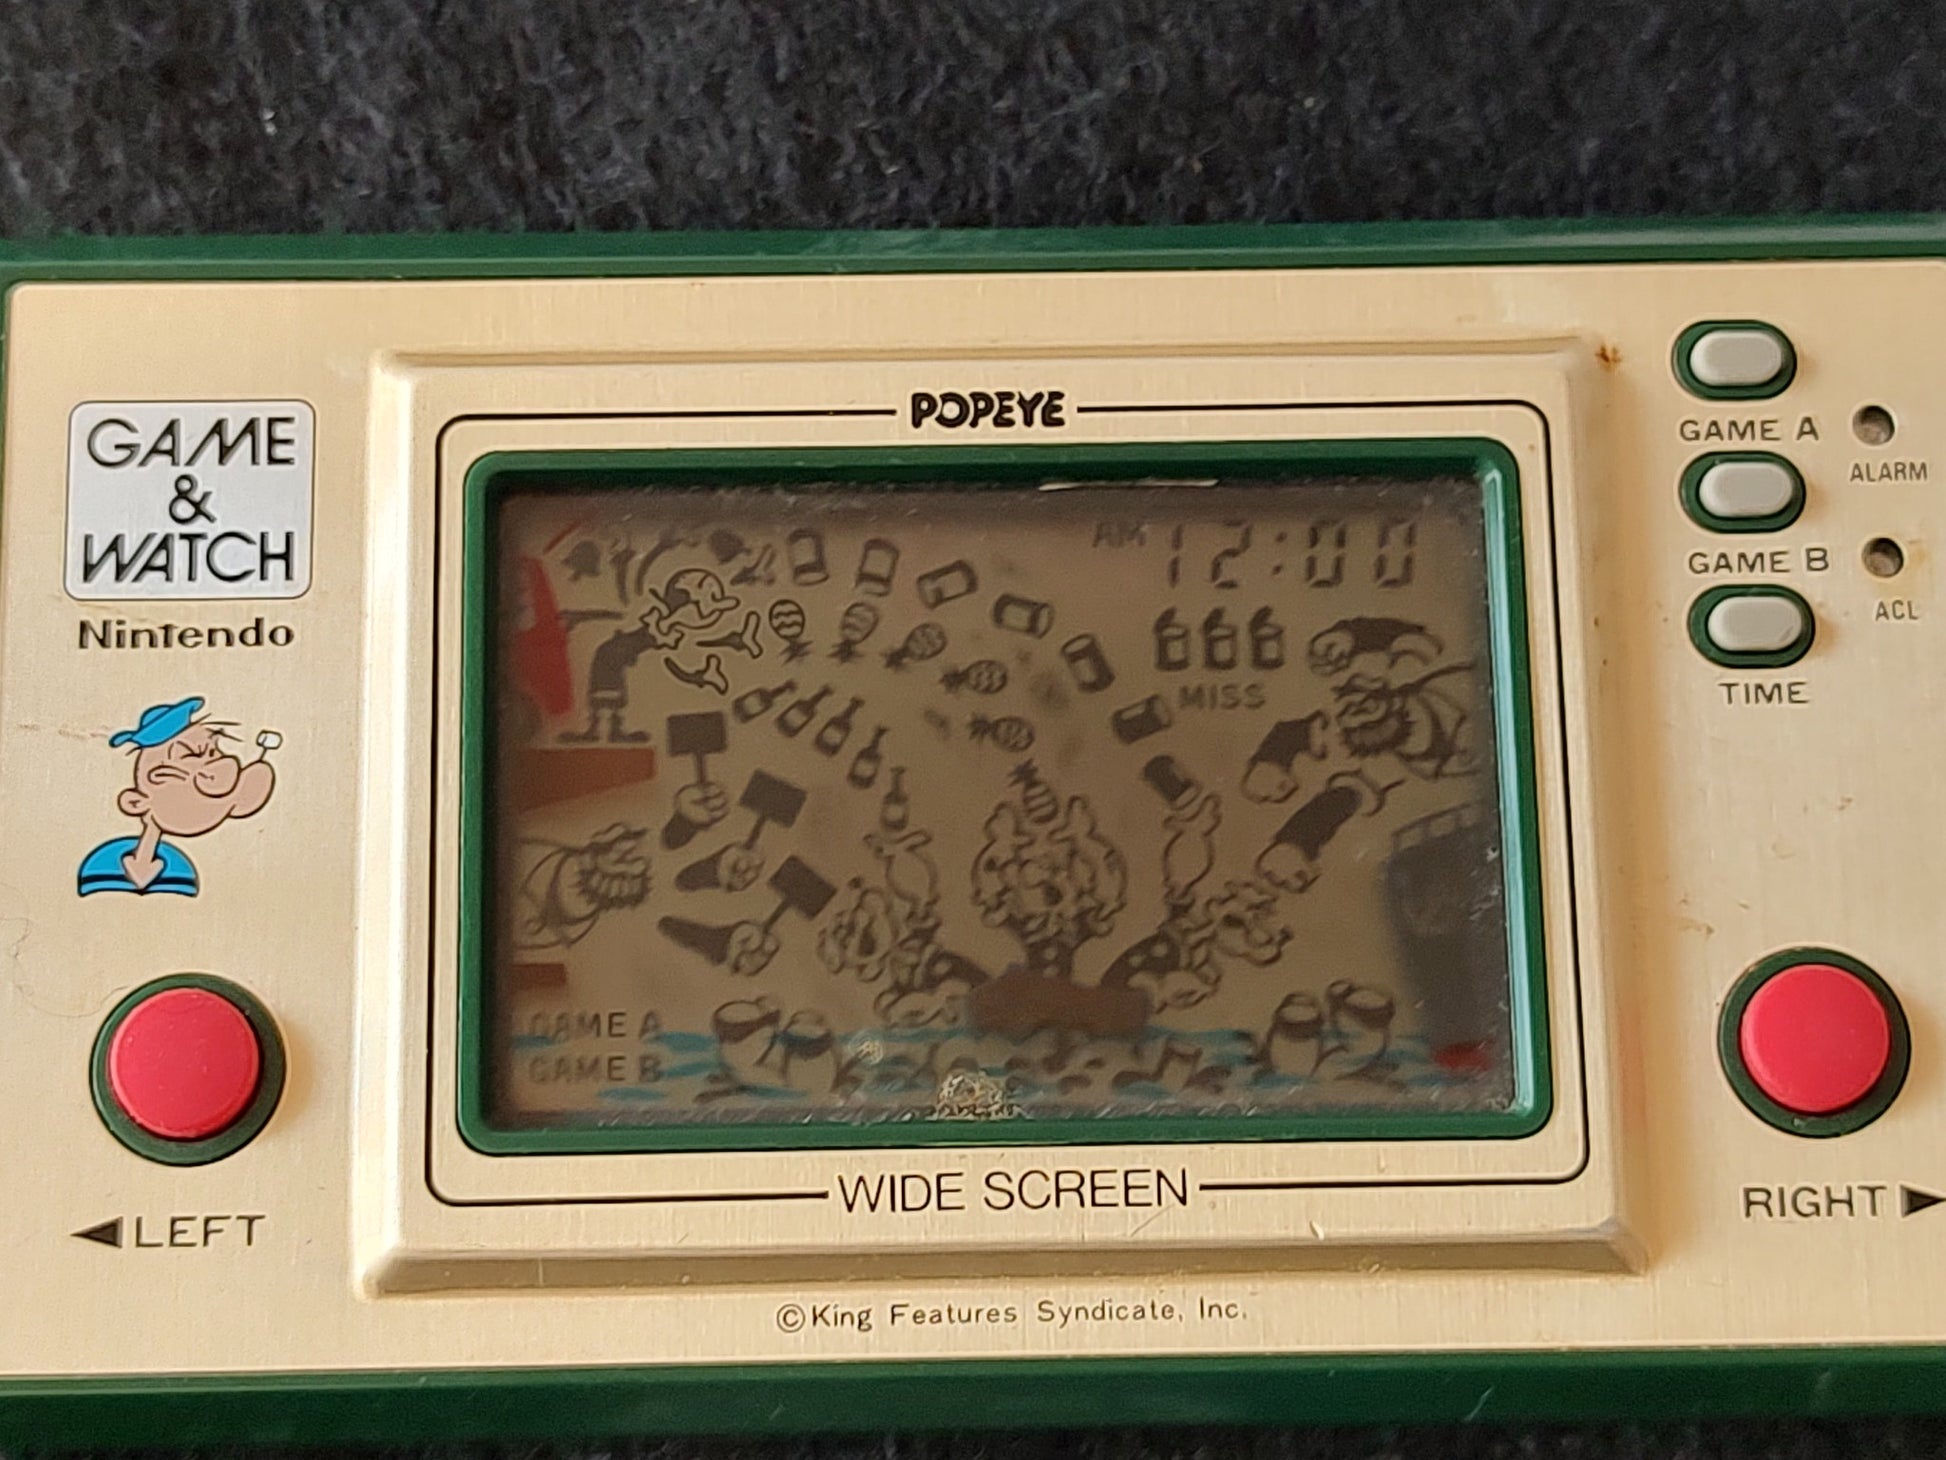 POPEYE
GAME
&
WATCH
Nintendo
AM 12:00
MISS
GAME A
GAME B
GAME A
ALARM
GAME B
ACL
TIME
◀LEFT
RIGHT▶
WIDE SCREEN
©King Features Syndicate, Inc.